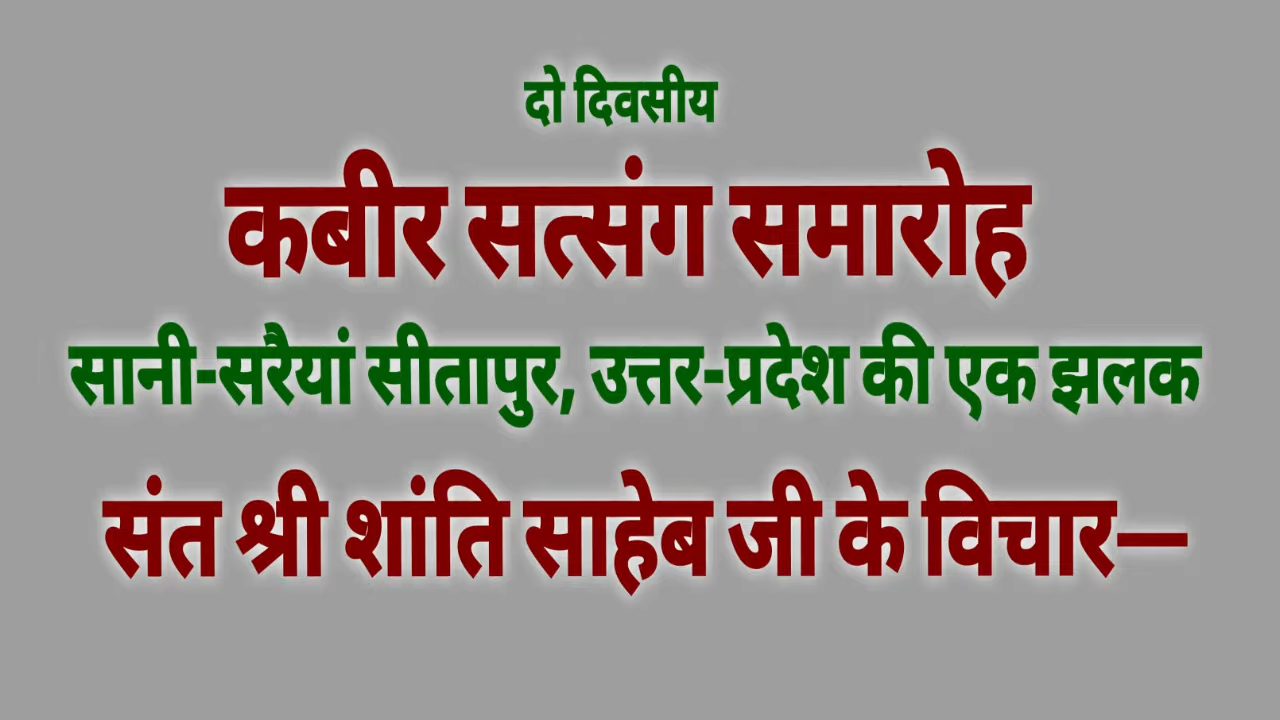 दो दिवसीय
कबीर सत्संग समारोह
सानी-सरैयां सीतापुर, उत्तर-प्रदेश की एक झलक
संत श्री शांति साहेब जी के विचार—